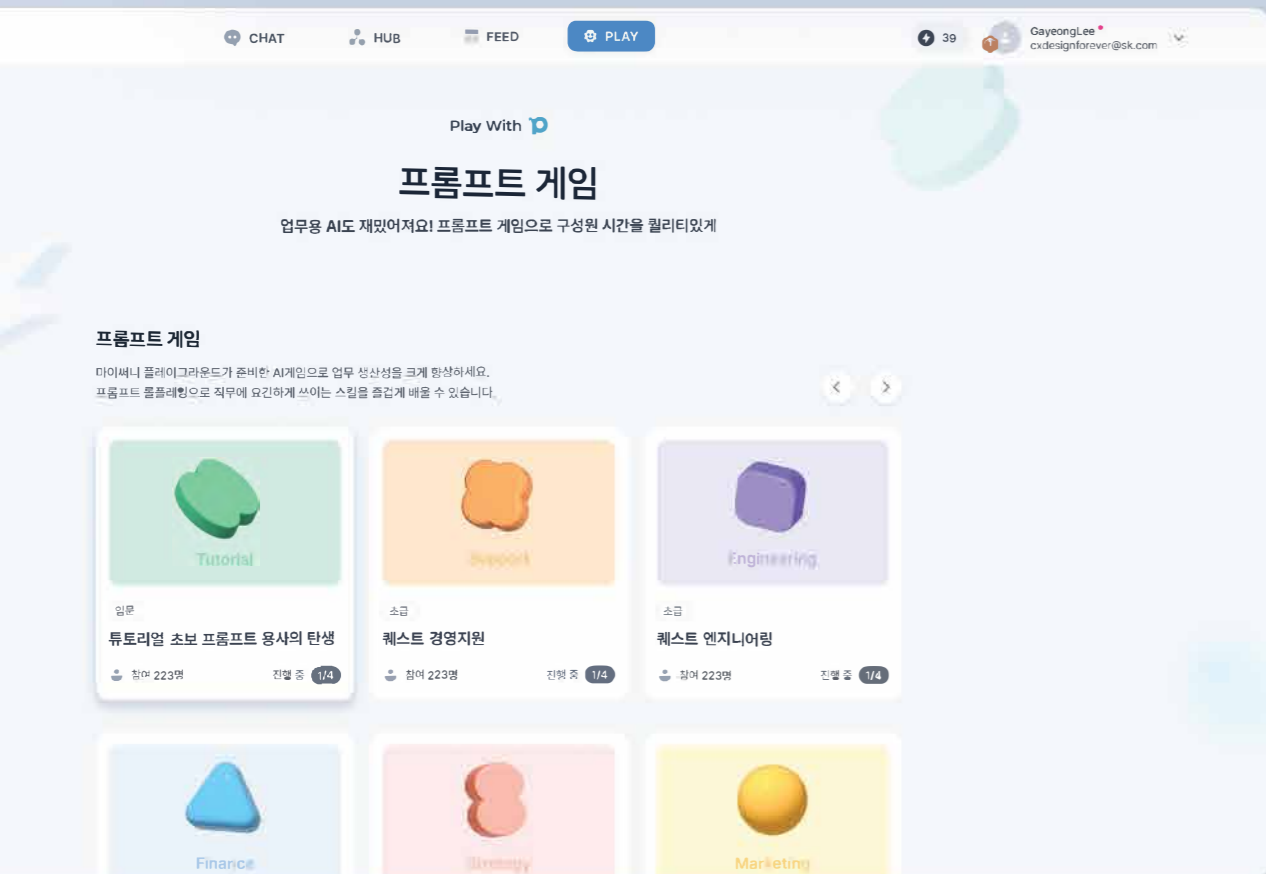 CHAT
HUB
FEED
PLAY
39
GayeongLee
cxdesignforever@sk.com
Play With
프롬프트 게임
업무용 AI도 재밌어져요! 프롬프트 게임으로 구성원 시간을 퀄리티있게
프롬프트 게임
마이써니 플레이그라운드가 준비한 AI게임으로 업무 생산성을 크게 향상하세요.
프롬프트 롤플레잉으로 직무에 요긴하게 쓰이는 스킬을 즐겁게 배울 수 있습니다.
Tutorial
Support
Engineering
입문
초급
초급
튜토리얼 초보 프롬프트 용사의 탄생
퀘스트 경영지원
퀘스트 엔지니어링
참여 223명
진행 중 1/4
참여 223명
진행 중 1/4
참여 223명
진행 중 1/4
Finance
Strategy
Marketing